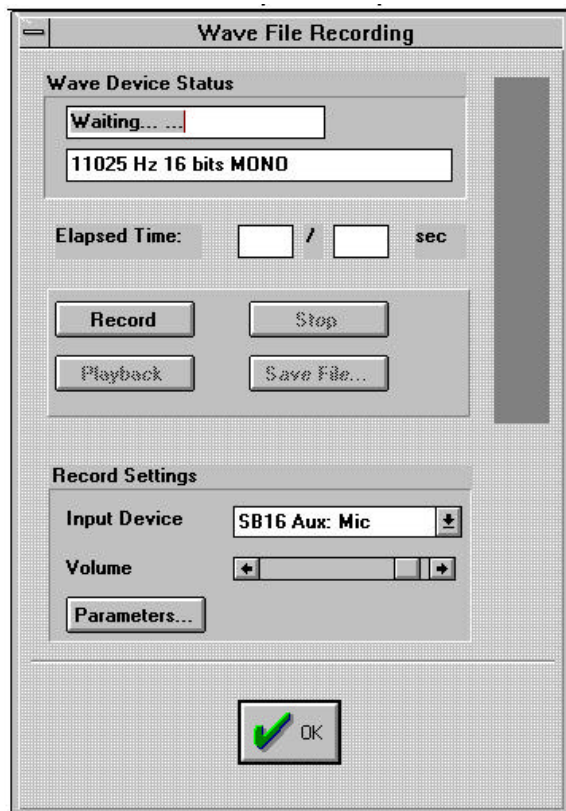 Wave File Recording
Wave Device Status
Waiting... ...
11025 Hz 16 bits MONO
Elapsed Time: / sec
Record Stop
Playback Save File...
Record Settings
Input Device SB16 Aux: Mic
Volume
Parameters...
OK